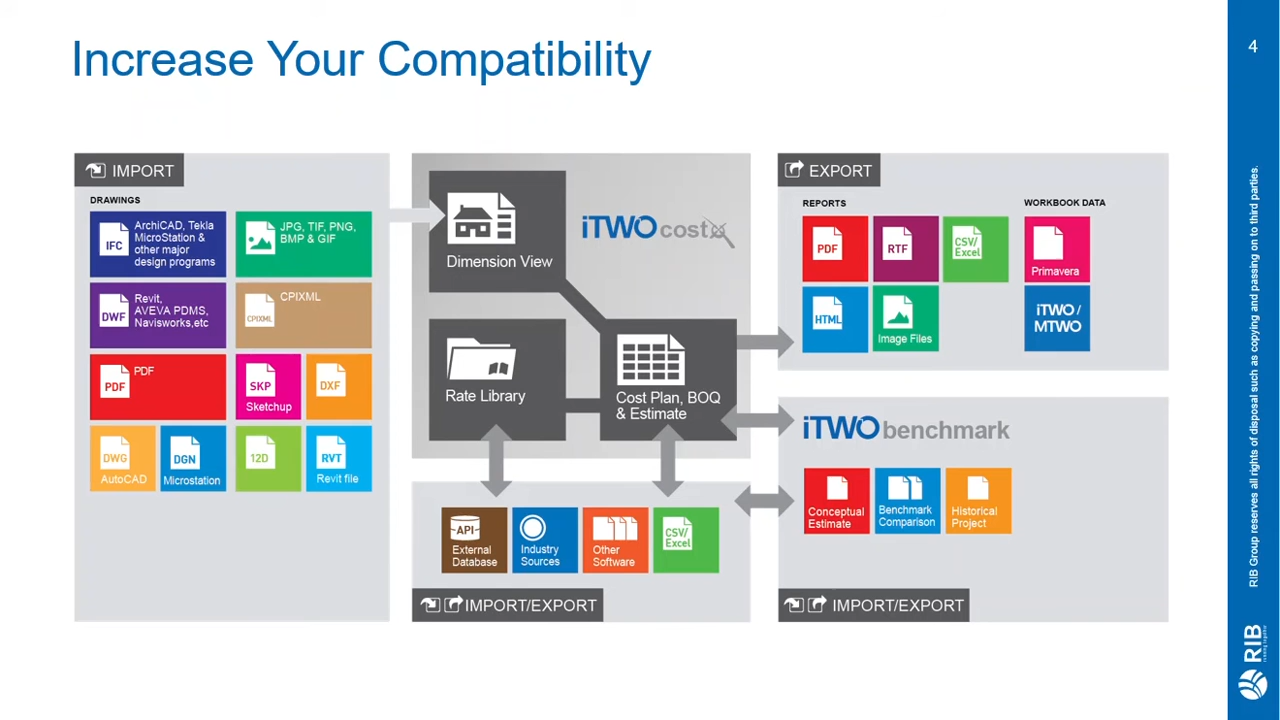 Increase Your Compatibility
4
IMPORT
DRAWINGS
IFC
ArchiCAD, Tekla
MicroStation &
other major
design programs
JPG, TIF, PNG,
BMP & GIF
DWF
Revit,
AVEVA PDMS,
Navisworks,etc
CPIXML
CPIXML
PDF
PDF
SKP
Sketchup
DXF
DWG
AutoCAD
DGN
Microstation
12D
RVT
Revit file
Dimension View
iTWO costx
Rate Library
Cost Plan, BOQ
& Estimate
API
External
Database
Industry
Sources
Other
Software
CSV/
Excel
IMPORT/EXPORT
EXPORT
REPORTS
WORKBOOK DATA
PDF
RTF
CSV/
Excel
Primavera
HTML
Image Files
iTWO /
MTWO
iTWO benchmark
Conceptual
Estimate
Benchmark
Comparison
Historical
Project
IMPORT/EXPORT
RIB Group reserves all rights of disposal such as copying and passing on to third parties.
RIB